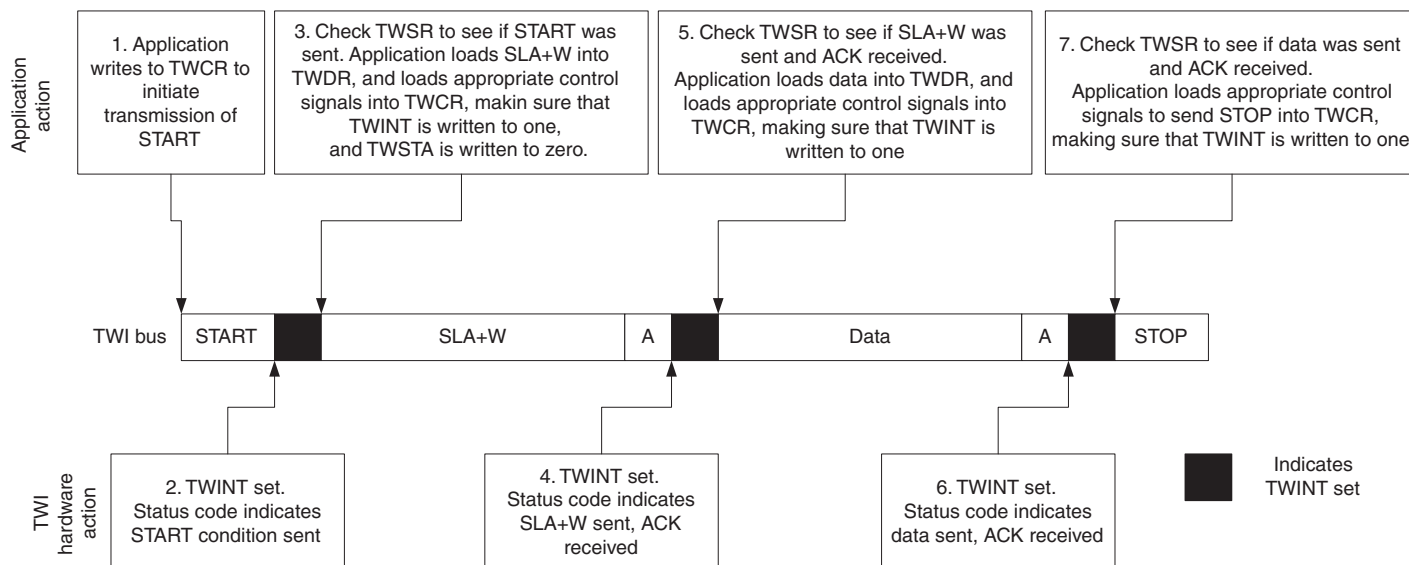 Application
action
1. Application
writes to TWCR to
initiate
transmission of
START
3. Check TWSR to see if START was
sent. Application loads SLA+W into
TWDR, and loads appropriate control
signals into TWCR, makin sure that
TWINT is written to one,
and TWSTA is written to zero.
5. Check TWSR to see if SLA+W was
sent and ACK received.
Application loads data into TWDR, and
loads appropriate control signals into
TWCR, making sure that TWINT is
written to one
7. Check TWSR to see if data was sent
and ACK received.
Application loads appropriate control
signals to send STOP into TWCR,
making sure that TWINT is written to one
TWI bus
START
SLA+W
A
Data
A
STOP
TWI
hardware
action
2. TWINT set.
Status code indicates
START condition sent
4. TWINT set.
Status code indicates
SLA+W sent, ACK
received
6. TWINT set.
Status code indicates
data sent, ACK received
Indicates
TWINT set